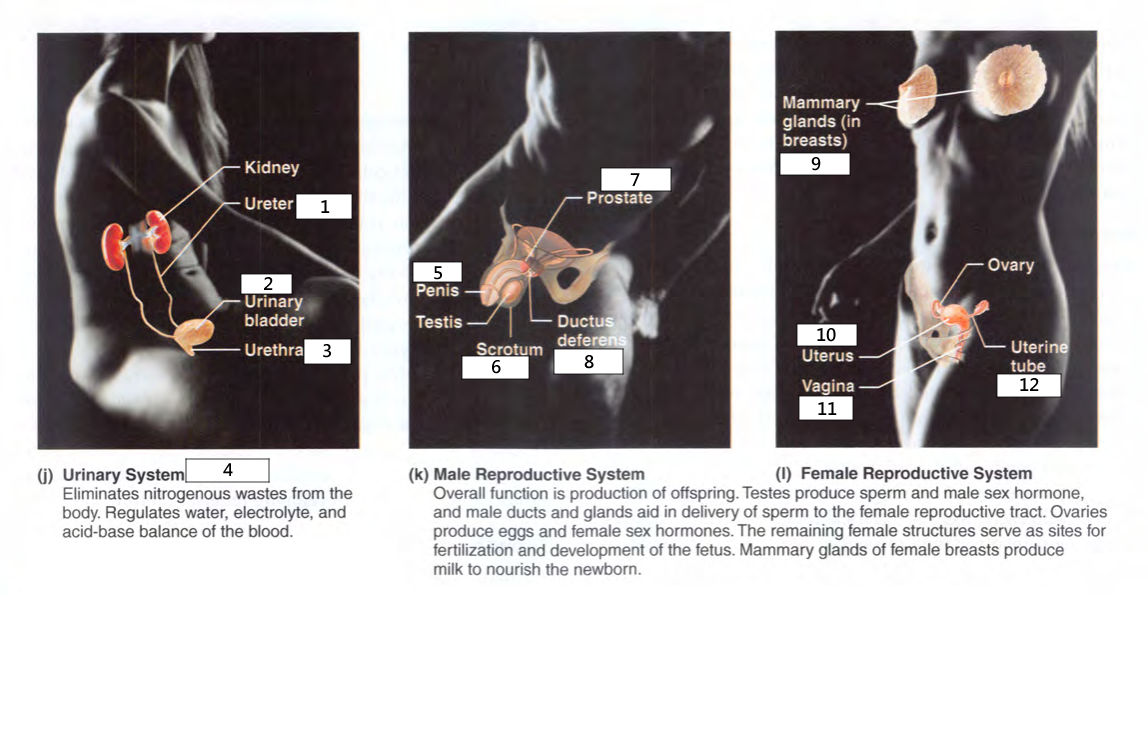 Kidney
Ureter 1
2
Urinary
bladder
Urethra 3
7
Prostate
5
Penis
Testis
Scrotum
6
Ductus
deferens
8
Mammary
glands (in
breasts)
9
Ovary
10
Uterus
Vagina
11
Uterine
tube
12
(j) Urinary System 4
Eliminates nitrogenous wastes from the
body. Regulates water, electrolyte, and
acid-base balance of the blood.
(k) Male Reproductive System
(l) Female Reproductive System
Overall function is production of offspring. Testes produce sperm and male sex hormone,
and male ducts and glands aid in delivery of sperm to the female reproductive tract. Ovaries
produce eggs and female sex hormones. The remaining female structures serve as sites for
fertilization and development of the fetus. Mammary glands of female breasts produce
milk to nourish the newborn.